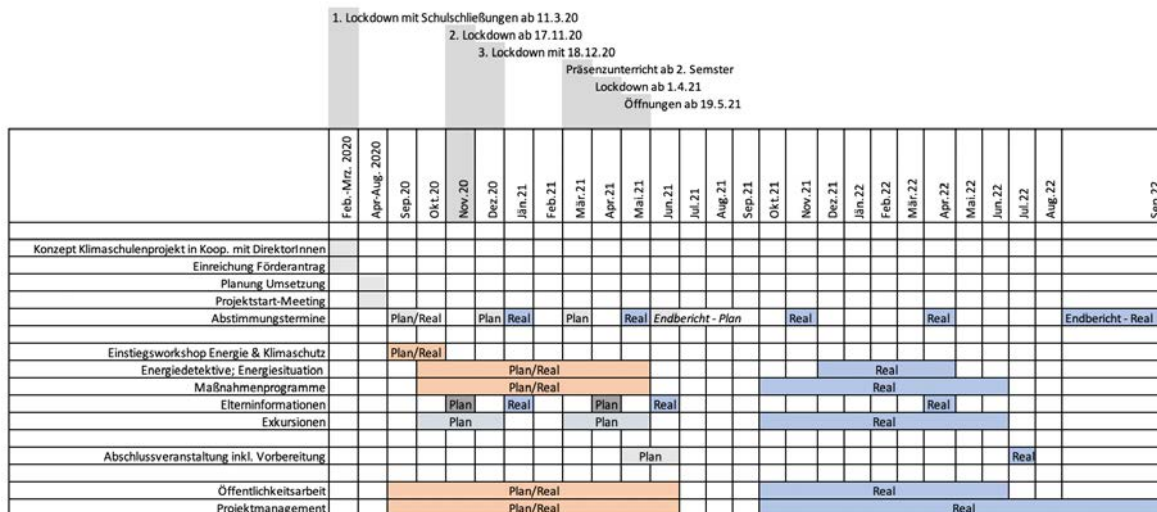 1. Lockdown mit Schulschließungen ab 11.3.20
2. Lockdown ab 17.11.20
3. Lockdown mit 18.12.20
Präsenzunterricht ab 2. Semster
Lockdown ab 1.4.21
Öffnungen ab 19.5.21
Feb.-Mrz. 2020 Apr-Aug. 2020 Sep.20 Okt.20 Nov.20 Dez.20 Jän.21 Feb.21 Mär.21 Apr.21 Mai.21 Jun.21 Jul.21 Aug.21 Sep.21 Okt.21 Nov.21 Dez.21 Jän.22 Feb.22 Mär.22 Apr.22 Mai.22 Jun.22 Jul.22 Aug.22 Sep.22
Konzept Klimaschulenprojekt in Koop. mit DirektorInnen
Einreichung Förderantrag
Planung Umsetzung
Projektstart-Meeting
Abstimmungstermine Plan/Real Plan Real Plan Real Endbericht - Plan Real Real Endbericht - Real
Einstiegsworkshop Energie & Klimaschutz Plan/Real
Energiedetektive; Energiesituation Plan/Real Real
Maßnahmenprogramme Plan/Real Real
Elterninformationen Plan Real Plan Real Real
Exkursionen Plan Plan Real
Abschlussveranstaltung inkl. Vorbereitung Plan Real
Öffentlichkeitsarbeit Plan/Real Real
Projektmanagement Plan/Real Real